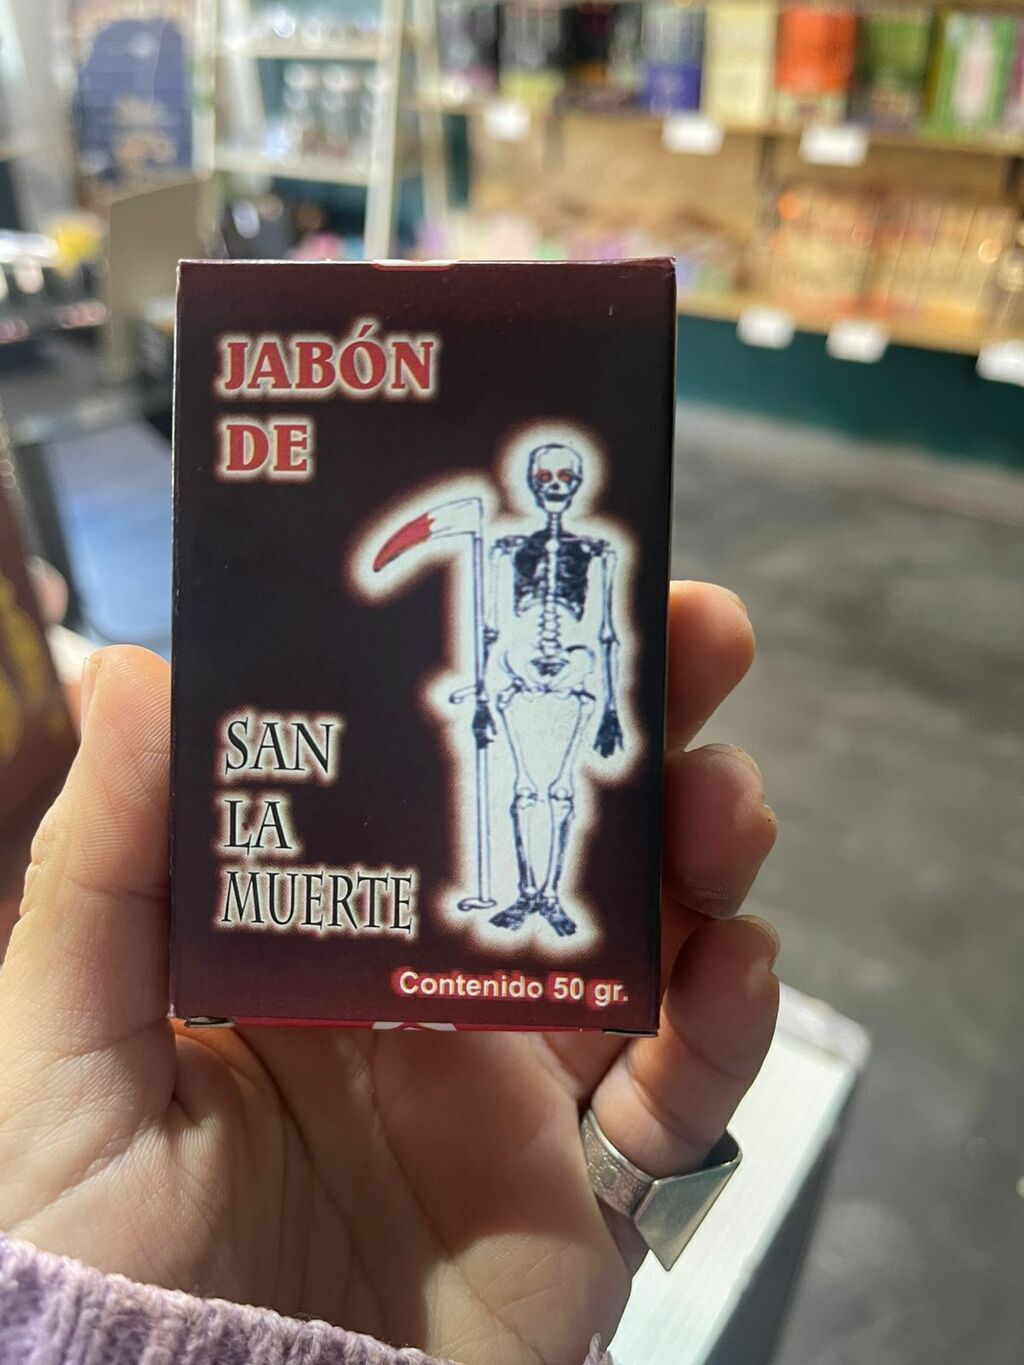 JABÓN
DE
SAN
LA
MUERTE
Contenido 50 gr.